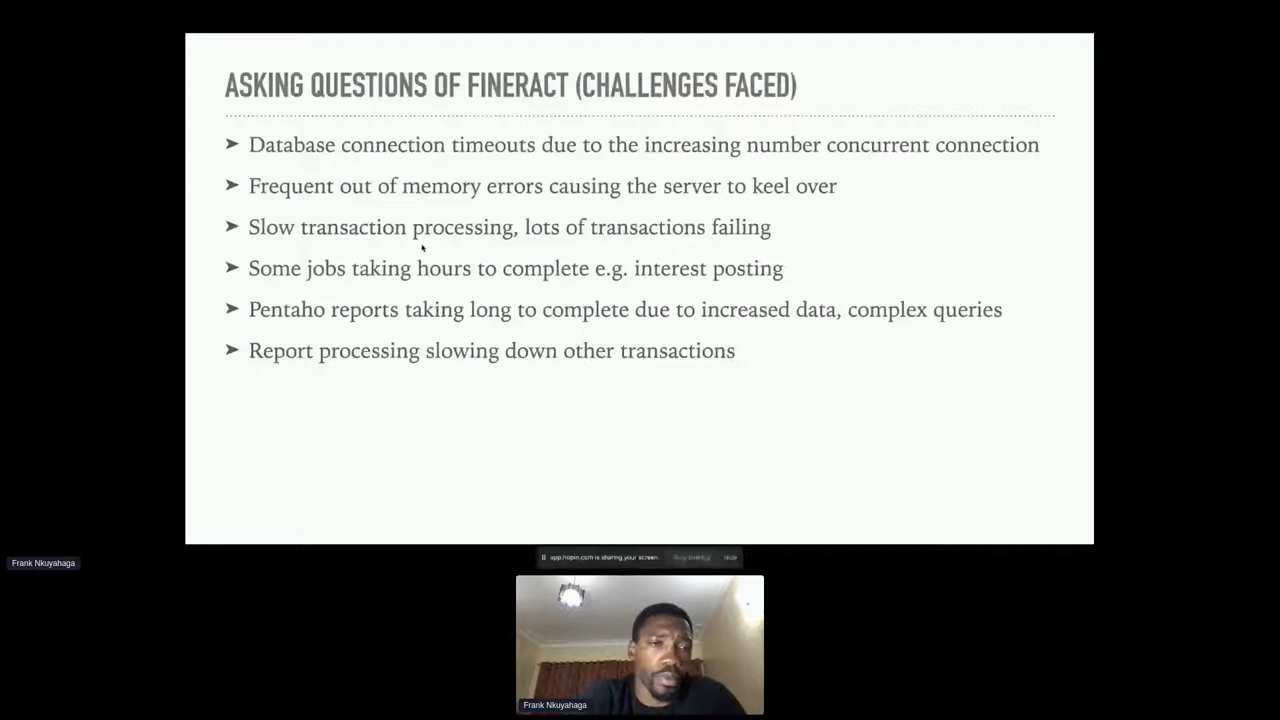 ASKING QUESTIONS OF FINERACT (CHALLENGES FACED)
➤ Database connection timeouts due to the increasing number concurrent connection
➤ Frequent out of memory errors causing the server to keel over
➤ Slow transaction processing, lots of transactions failing
➤ Some jobs taking hours to complete e.g. interest posting
➤ Pentaho reports taking long to complete due to increased data, complex queries
➤ Report processing slowing down other transactions
Frank Nkuyahaga
app.hopin.com is sharing your screen. Stop sharing Hide
Frank Nkuyahaga